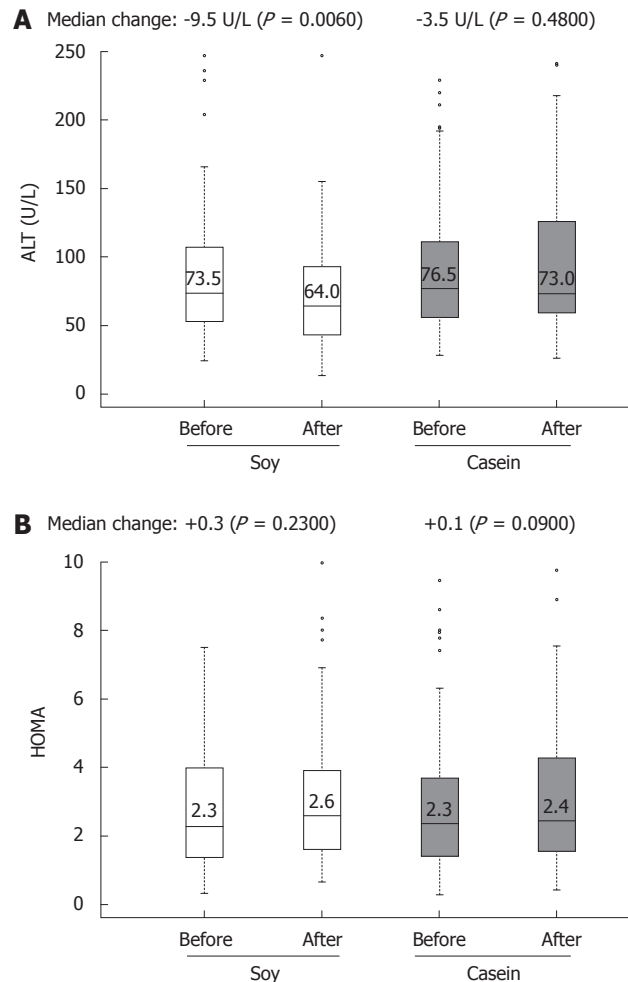 A Median change: -9.5 U/L (P = 0.0060) -3.5 U/L (P = 0.4800)
250
200
150
100
50
0
ALT (U/L)
73.5 64.0 76.5 73.0
Before After Before After
Soy Casein
B Median change: +0.3 (P = 0.2300) +0.1 (P = 0.0900)
10
8
6
4
2
0
HOMA
2.3 2.6 2.3 2.4
Before After Before After
Soy Casein